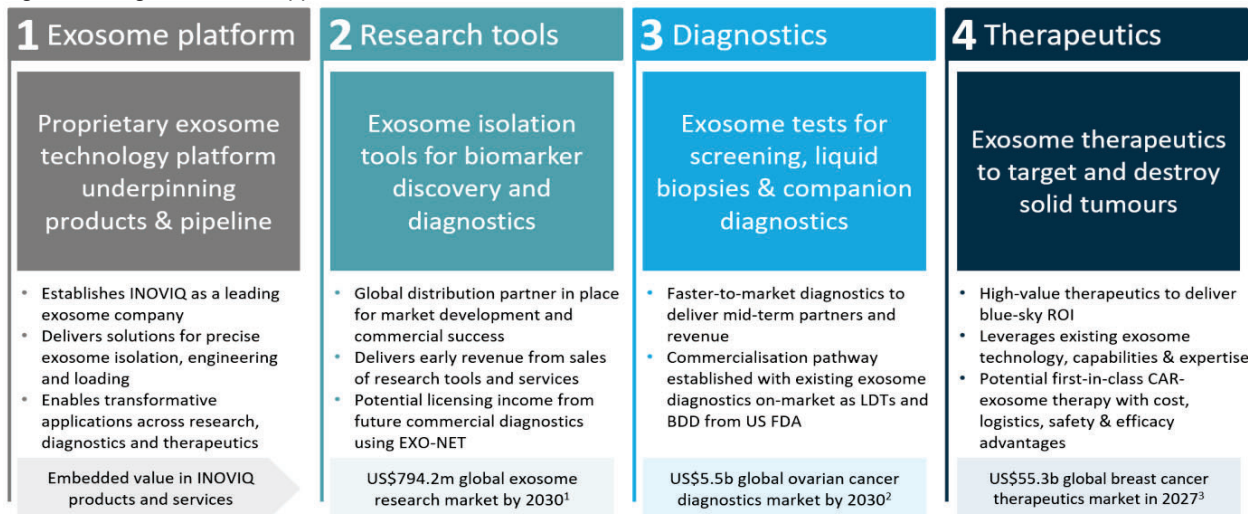 1 Exosome platform
Proprietary exosome
technology platform
underpinning
products & pipeline
• Establishes INOVIQ as a leading
exosome company
• Delivers solutions for precise
exosome isolation, engineering
and loading
• Enables transformative
applications across research,
diagnostics and therapeutics
Embedded value in INOVIQ
products and services
2 Research tools
Exosome isolation
tools for biomarker
discovery and
diagnostics
• Global distribution partner in place
for market development and
commercial success
• Delivers early revenue from sales
of research tools and services
• Potential licensing income from
future commercial diagnostics
using EXO-NET
US$794.2m global exosome
research market by 2030¹
3 Diagnostics
Exosome tests for
screening, liquid
biopsies & companion
diagnostics
• Faster-to-market diagnostics to
deliver mid-term partners and
revenue
• Commercialisation pathway
established with existing exosome
diagnostics on-market as LDTs and
BDD from US FDA
US$5.5b global ovarian cancer
diagnostics market by 2030²
4 Therapeutics
Exosome therapeutics
to target and destroy
solid tumours
• High-value therapeutics to deliver
blue-sky ROI
• Leverages existing exosome
technology, capabilities & expertise
• Potential first-in-class CAR-
exosome therapy with cost,
logistics, safety & efficacy
advantages
US$55.3b global breast cancer
therapeutics market in 2027³